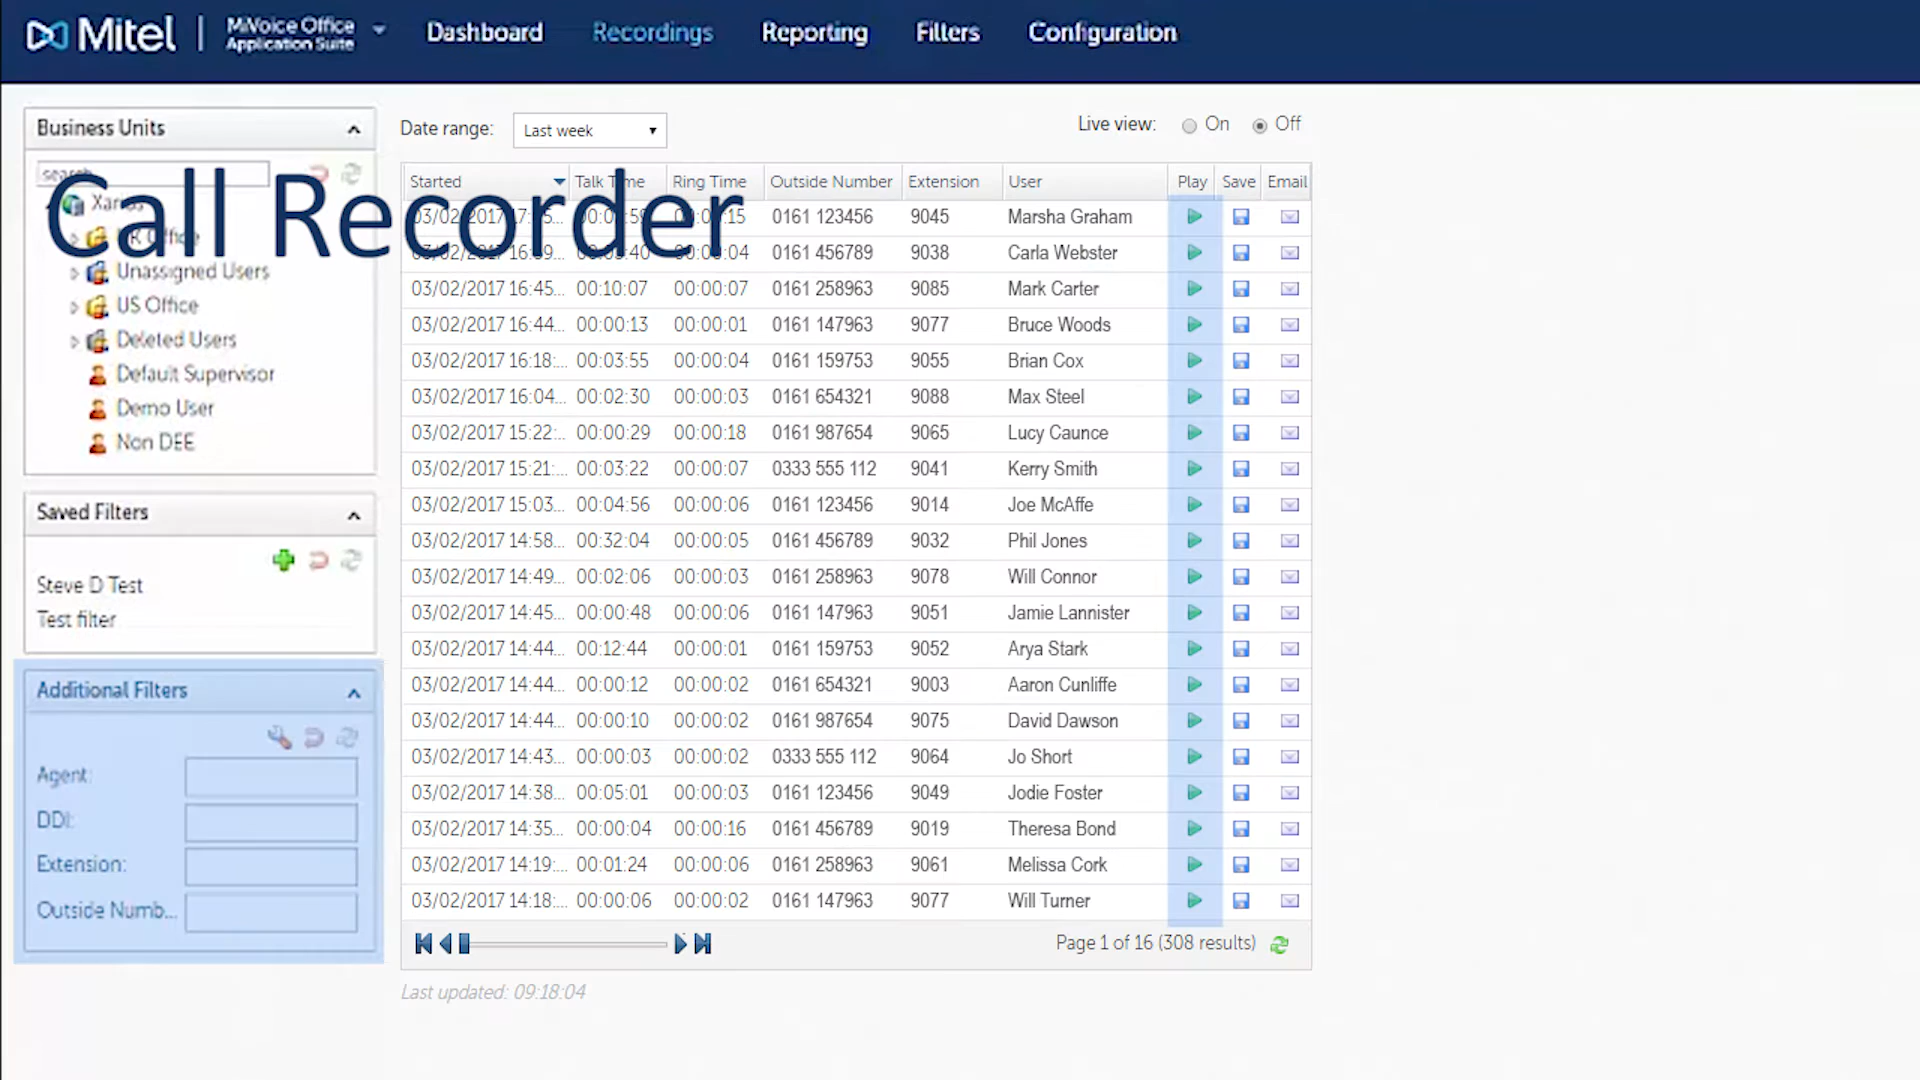 Mitel | MiVoice Office
Application Suite
Dashboard
Recordings
Reporting
Filters
Configuration
Business Units
Call Recorder
Unassigned Users
US Office
Deleted Users
Default Supervisor
Demo User
Non DEE
Saved Filters
Steve D Test
Test filter
Additional Filters
Agent:
DDI:
Extension:
Outside Numb...
Date range: Last week
Live view: On Off
Started Talk Time Ring Time Outside Number Extension User Play Save Email
0161 123456 9045 Marsha Graham
0161 456789 9038 Carla Webster
03/02/2017 16:45... 00:10:07 00:00:07 0161 258963 9085 Mark Carter
03/02/2017 16:44... 00:00:13 00:00:01 0161 147963 9077 Bruce Woods
03/02/2017 16:18:... 00:03:55 00:00:04 0161 159753 9055 Brian Cox
03/02/2017 16:04... 00:02:30 00:00:03 0161 654321 9088 Max Steel
03/02/2017 15:22:... 00:00:29 00:00:18 0161 987654 9065 Lucy Caunce
03/02/2017 15:21:... 00:03:22 00:00:07 0333 555 112 9041 Kerry Smith
03/02/2017 15:03... 00:04:56 00:00:06 0161 123456 9014 Joe McAffe
03/02/2017 14:58... 00:32:04 00:00:05 0161 456789 9032 Phil Jones
03/02/2017 14:49... 00:02:06 00:00:03 0161 258963 9078 Will Connor
03/02/2017 14:45... 00:00:48 00:00:06 0161 147963 9051 Jamie Lannister
03/02/2017 14:44... 00:12:44 00:00:01 0161 159753 9052 Arya Stark
03/02/2017 14:44... 00:00:12 00:00:02 0161 654321 9003 Aaron Cunliffe
03/02/2017 14:44... 00:00:10 00:00:02 0161 987654 9075 David Dawson
03/02/2017 14:43... 00:00:03 00:00:02 0333 555 112 9064 Jo Short
03/02/2017 14:38... 00:05:01 00:00:03 0161 123456 9049 Jodie Foster
03/02/2017 14:35... 00:00:04 00:00:16 0161 456789 9019 Theresa Bond
03/02/2017 14:19:... 00:01:24 00:00:06 0161 258963 9061 Melissa Cork
03/02/2017 14:18:... 00:00:06 00:00:02 0161 147963 9077 Will Turner
Page 1 of 16 (308 results)
Last updated: 09:18:04